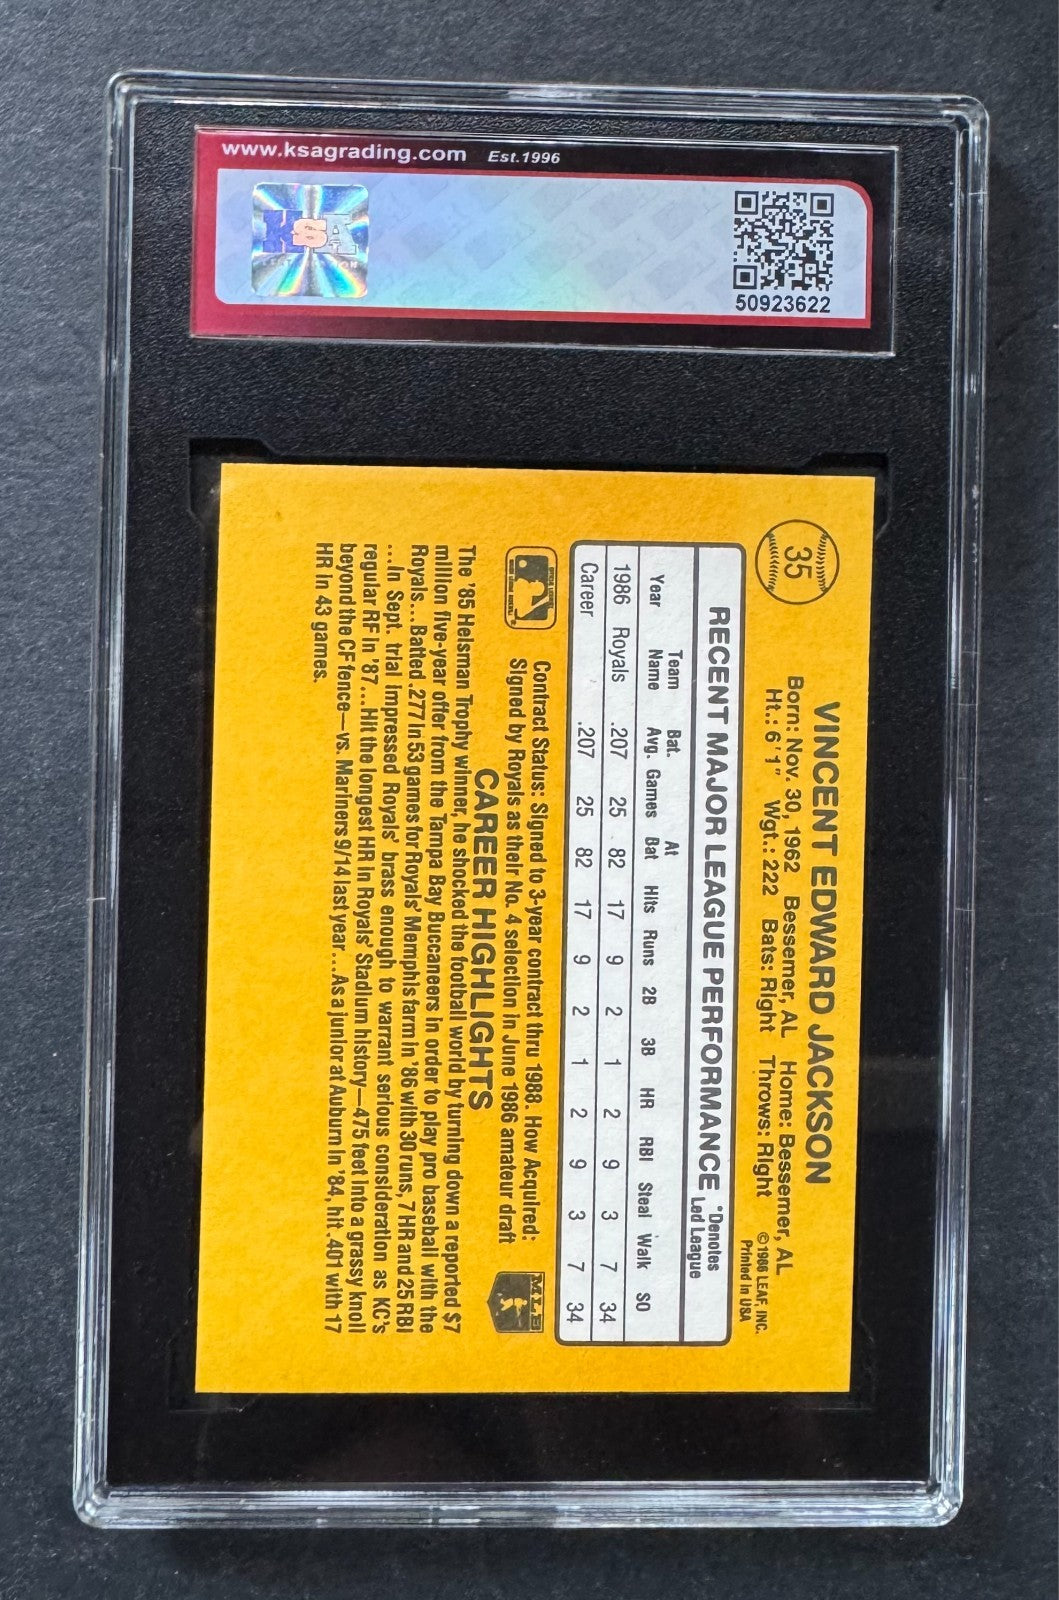 www.ksagrading.com Est.1996
KSA
50923622
35
VINCENT EDWARD JACKSON
Born: Nov. 30, 1962 Bessemer, AL Home: Bessemer, AL
Ht.: 6'1" Wgt.: 222 Bats: Right Throws: Right
©1986 LEAF, INC.
Printed in USA
RECENT MAJOR LEAGUE PERFORMANCE *Denotes Led League
Year Team Name Bat. Avg. Games At Bat Hits Runs 2B 3B HR RBI Steal Walk SO
1986 Royals .207 25 82 17 9 2 1 2 9 3 7 34
Career .207 25 82 17 9 2 1 2 9 3 7 34
Contract Status: Signed to 3-year contract thru 1988. How Acquired:
Signed by Royals as their No. 4 selection in June 1986 amateur draft
MLB
CAREER HIGHLIGHTS
The '85 Heisman Trophy winner, he shocked the football world by turning down a reported $7
million five-year offer from the Tampa Bay Buccaneers in order to play pro baseball with the
Royals...Batted .277 in 53 games for Royals' Memphis farm in '86 with 30 runs, 7 HR and 25 RBI
...In Sept. trial impressed Royals' brass enough to warrant serious consideration as KC's
regular RF in '87...Hit the longest HR in Royals' Stadium history—475 feet into a grassy knoll
beyond the CF fence—vs. Mariners 9/14 last year...As a junior at Auburn in '84, hit .401 with 17
HR in 43 games.